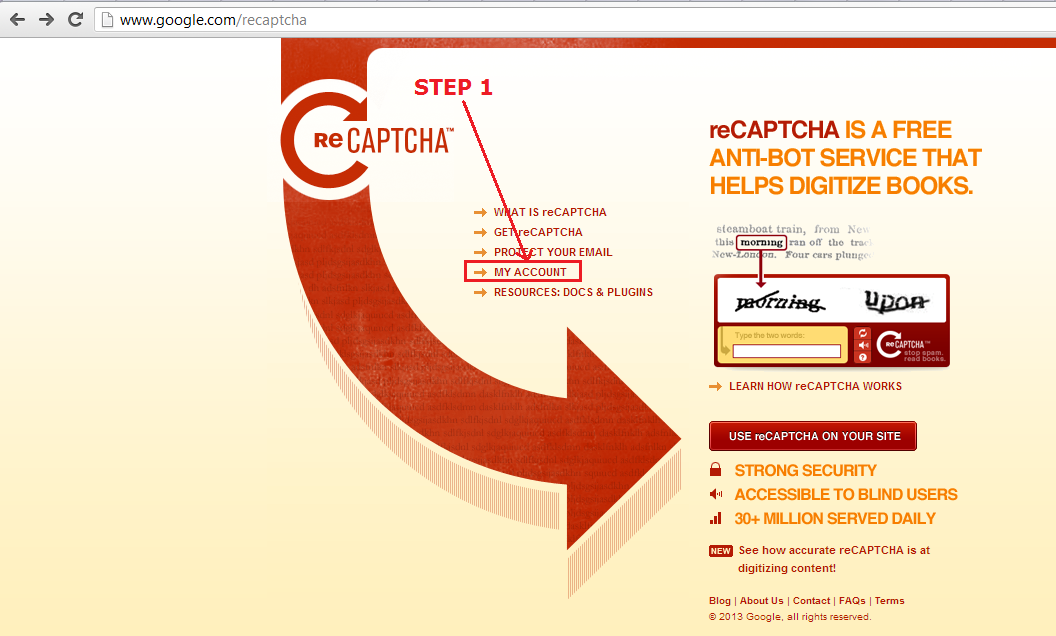 www.google.com/recaptcha
STEP 1
reCAPTCHA™
WHAT IS reCAPTCHA
GET reCAPTCHA
PROTECT YOUR EMAIL
MY ACCOUNT
RESOURCES: DOCS & PLUGINS
reCAPTCHA IS A FREE
ANTI-BOT SERVICE THAT
HELPS DIGITIZE BOOKS.
steamboat train, from New
this morning ran off the trac
New-London. Four cars plunge
morning upon
Type the two words:
reCAPTCHA™
stop spam.
read books.
LEARN HOW reCAPTCHA WORKS
USE reCAPTCHA ON YOUR SITE
STRONG SECURITY
ACCESSIBLE TO BLIND USERS
30+ MILLION SERVED DAILY
NEW See how accurate reCAPTCHA is at
digitizing content!
Blog | About Us | Contact | FAQs | Terms
© 2013 Google, all rights reserved.